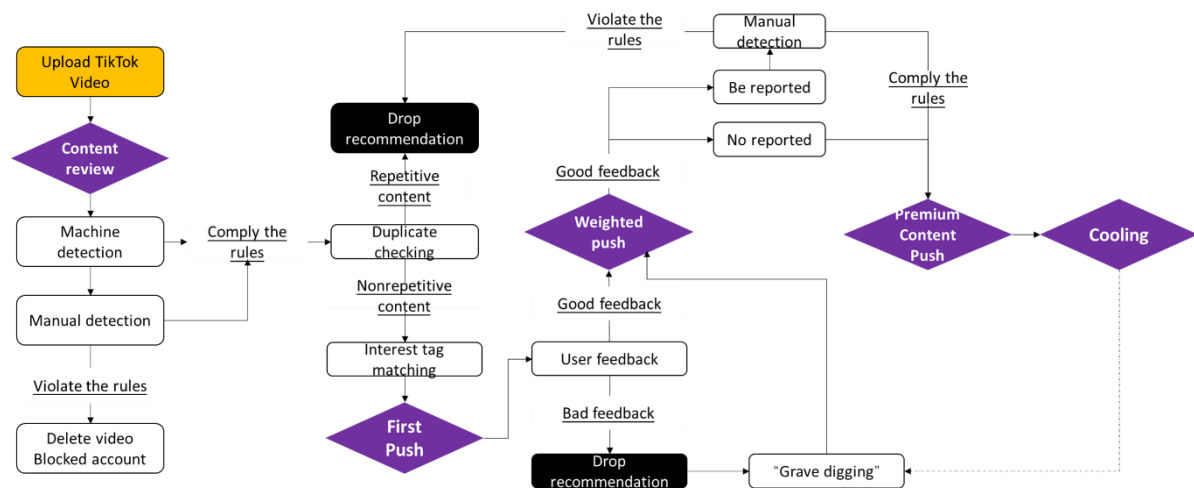 Upload TikTok
Video
Content
review
Machine
detection
Manual detection
Violate the rules
Delete video
Blocked account
Comply the
rules
Drop
recommendation
Repetitive
content
Duplicate
checking
Nonrepetitive
content
Interest tag
matching
First
Push
Violate the
rules
Manual
detection
Be reported
No reported
Comply the
rules
Good feedback
Weighted
push
Good feedback
User feedback
Bad feedback
Drop
recommendation
"Grave digging"
Premium
Content
Push
Cooling